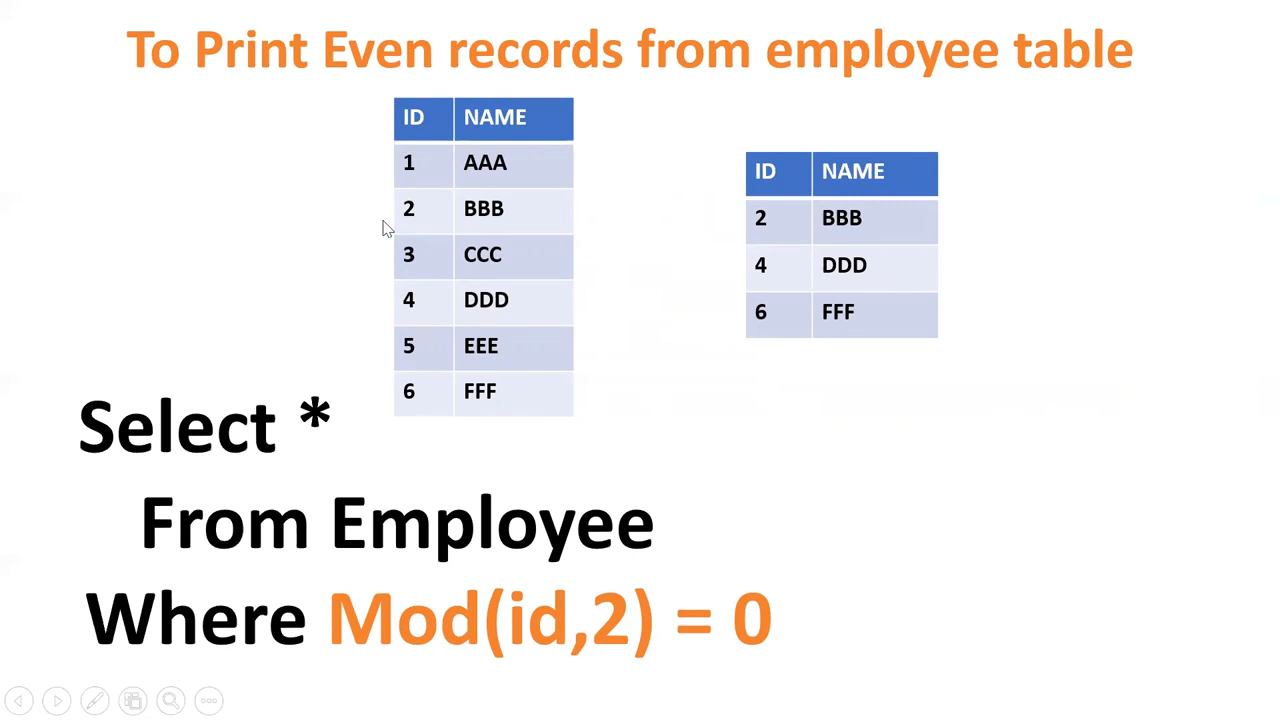 To Print Even records from employee table
ID NAME
1 AAA
2 BBB
3 CCC
4 DDD
5 EEE
6 FFF
ID NAME
2 BBB
4 DDD
6 FFF
Select *
From Employee
Where Mod(id,2) = 0